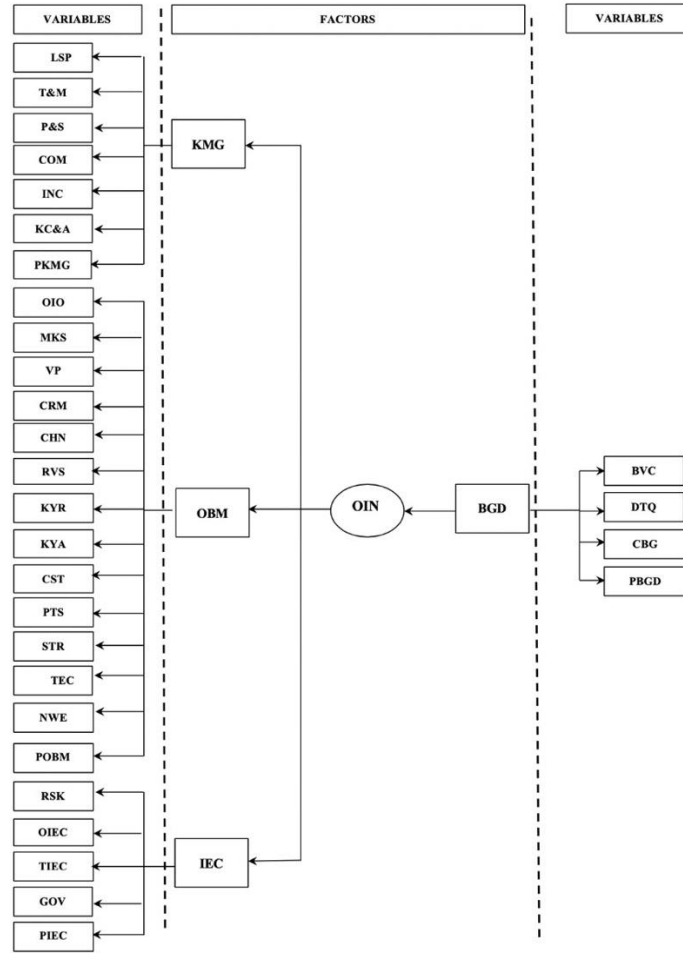 VARIABLES
FACTORS
VARIABLES
LSP
T&M
P&S
COM
INC
KC&A
PKMG
KMG
OIO
MKS
VP
CRM
CHN
RVS
KYR
KYA
CST
PTS
STR
TEC
NWE
POBM
OBM
OIN
BGD
BVC
DTQ
CBG
PBGD
RSK
OIEC
TIEC
GOV
PIEC
IEC